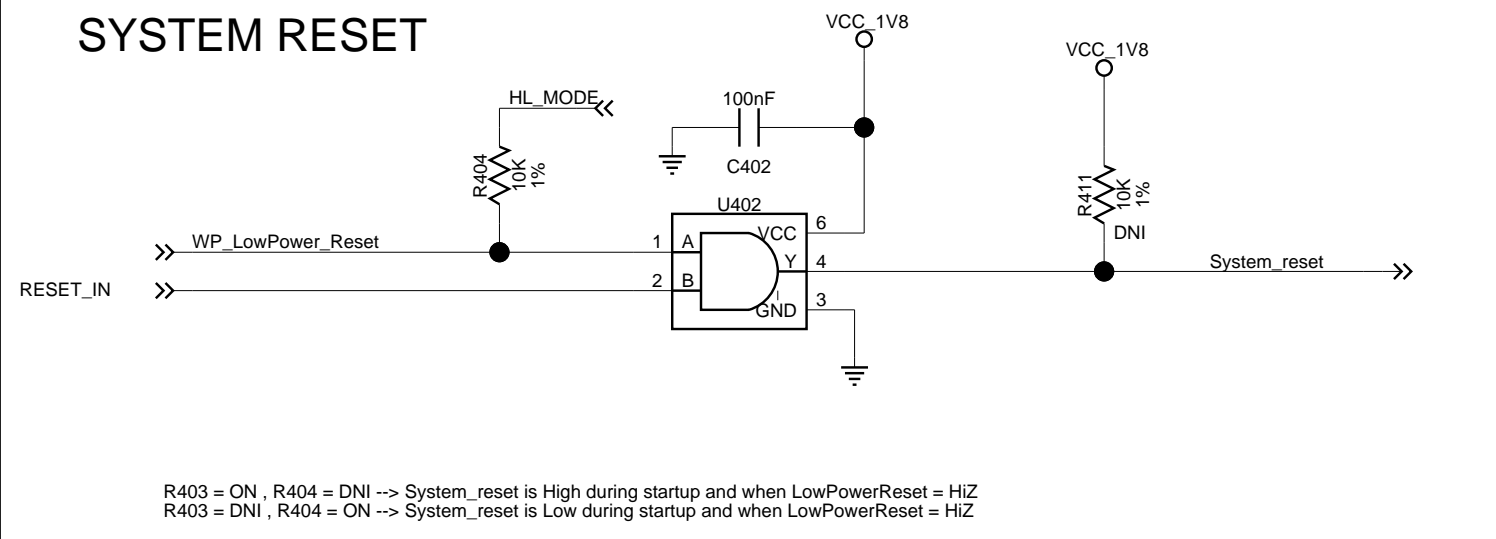 SYSTEM RESET
VCC_1V8
VCC_1V8
HL_MODE
100nF
C402
R404
10K
1%
R411
10K
1%
DNI
U402
WP_LowPower_Reset
RESET_IN
1
A
2
B
VCC
6
Y
4
GND
3
System_reset
R403 = ON , R404 = DNI --> System_reset is High during startup and when LowPowerReset = HiZ
R403 = DNI , R404 = ON --> System_reset is Low during startup and when LowPowerReset = HiZ